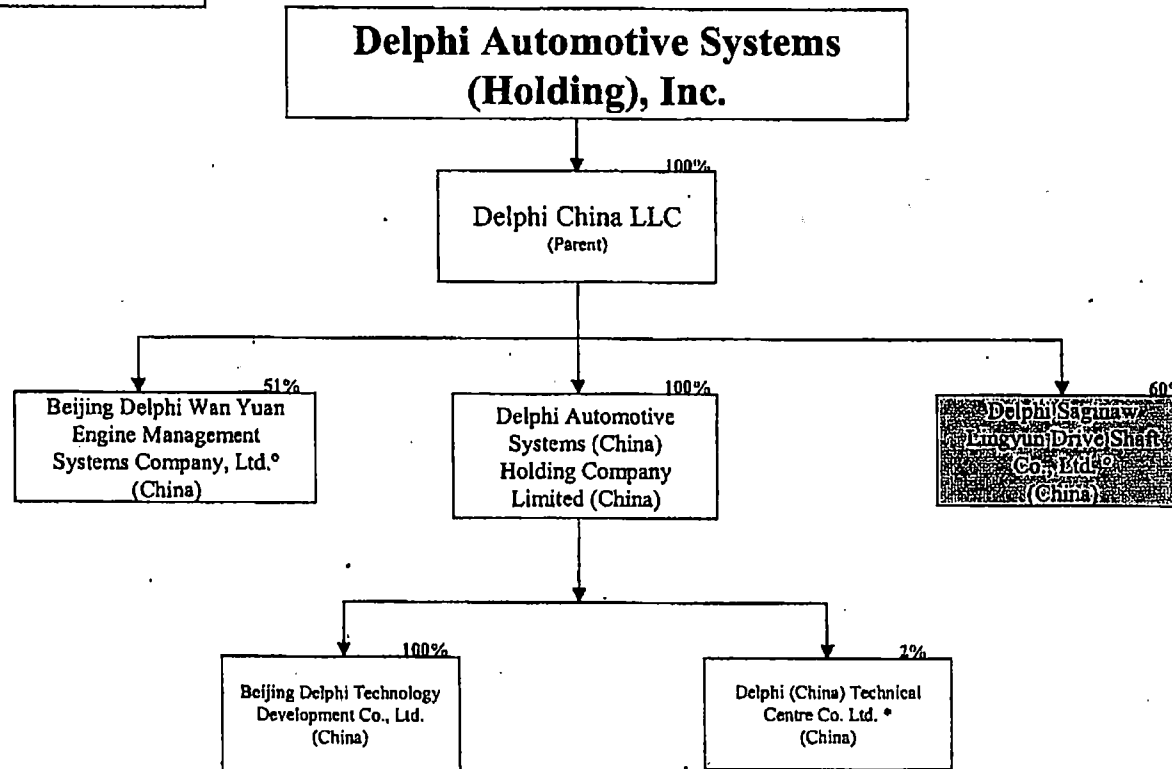 Delphi Automotive Systems
(Holding), Inc.
100%
Delphi China LLC
(Parent)
51%
Beijing Delphi Wan Yuan
Engine Management
Systems Company, Ltd.°
(China)
100%
Delphi Automotive
Systems (China)
Holding Company
Limited (China)
60%
Delphi Saginaw
Lingyun Drive Shaft
Co., Ltd.°
(China)
100%
Beijing Delphi Technology
Development Co., Ltd.
(China)
2%
Delphi (China) Technical
Centre Co. Ltd. *
(China)